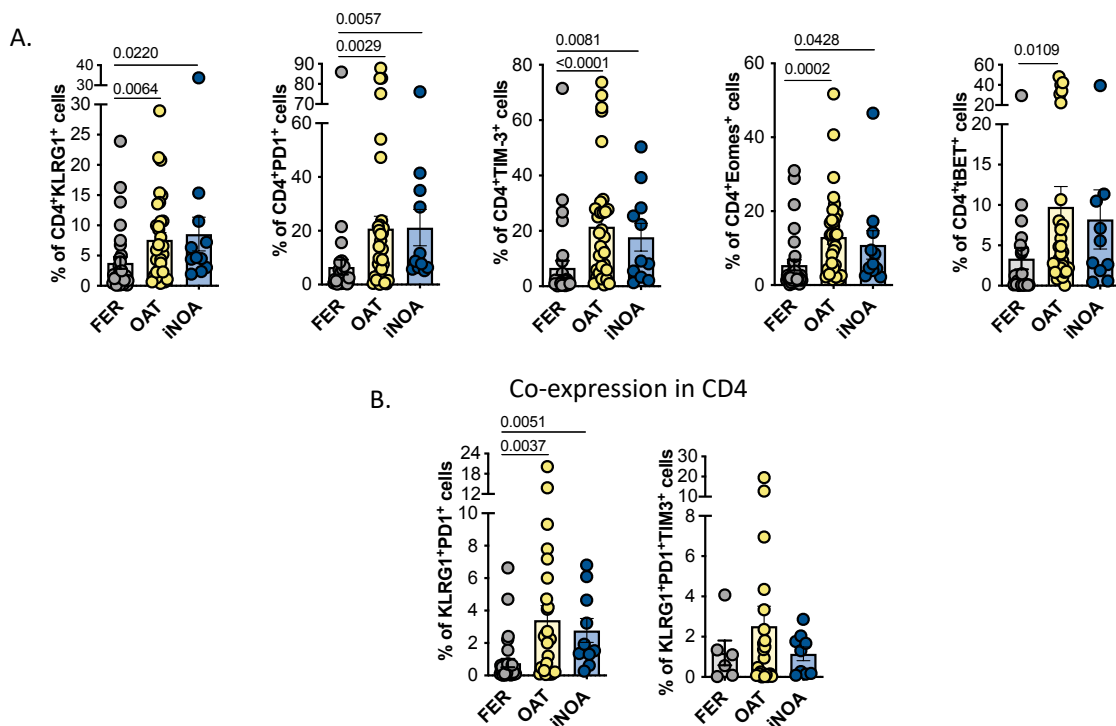 A.
% of CD4⁺KLRG1⁺ cells
40
30
30
25
20
15
10
5
0
0.0220
0.0064
FER
OAT
iNOA
% of CD4⁺PD1⁺ cells
90
80
70
60
40
20
0
0.0057
0.0029
FER
OAT
iNOA
% of CD4⁺TIM-3⁺ cells
80
60
40
20
0
0.0081
<0.0001
FER
OAT
iNOA
% of CD4⁺Eomes⁺ cells
60
40
20
0
0.0428
0.0002
FER
OAT
iNOA
% of CD4⁺tBET⁺ cells
60
40
20
10
8
6
4
2
0
0.0109
FER
OAT
iNOA
B.
Co-expression in CD4
% of KLRG1⁺PD1⁺ cells
24
18
12
10
8
6
4
2
0
0.0051
0.0037
FER
OAT
iNOA
% of KLRG1⁺PD1⁺TIM3⁺ cells
30
20
10
8
6
4
2
0
FER
OAT
iNOA